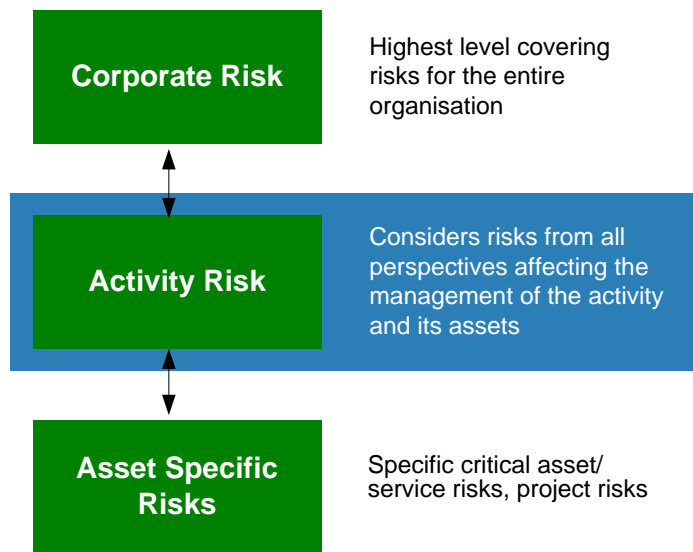 Corporate Risk
Highest level covering
risks for the entire
organisation
Activity Risk
Considers risks from all
perspectives affecting the
management of the activity
and its assets
Asset Specific
Risks
Specific critical asset/
service risks, project risks